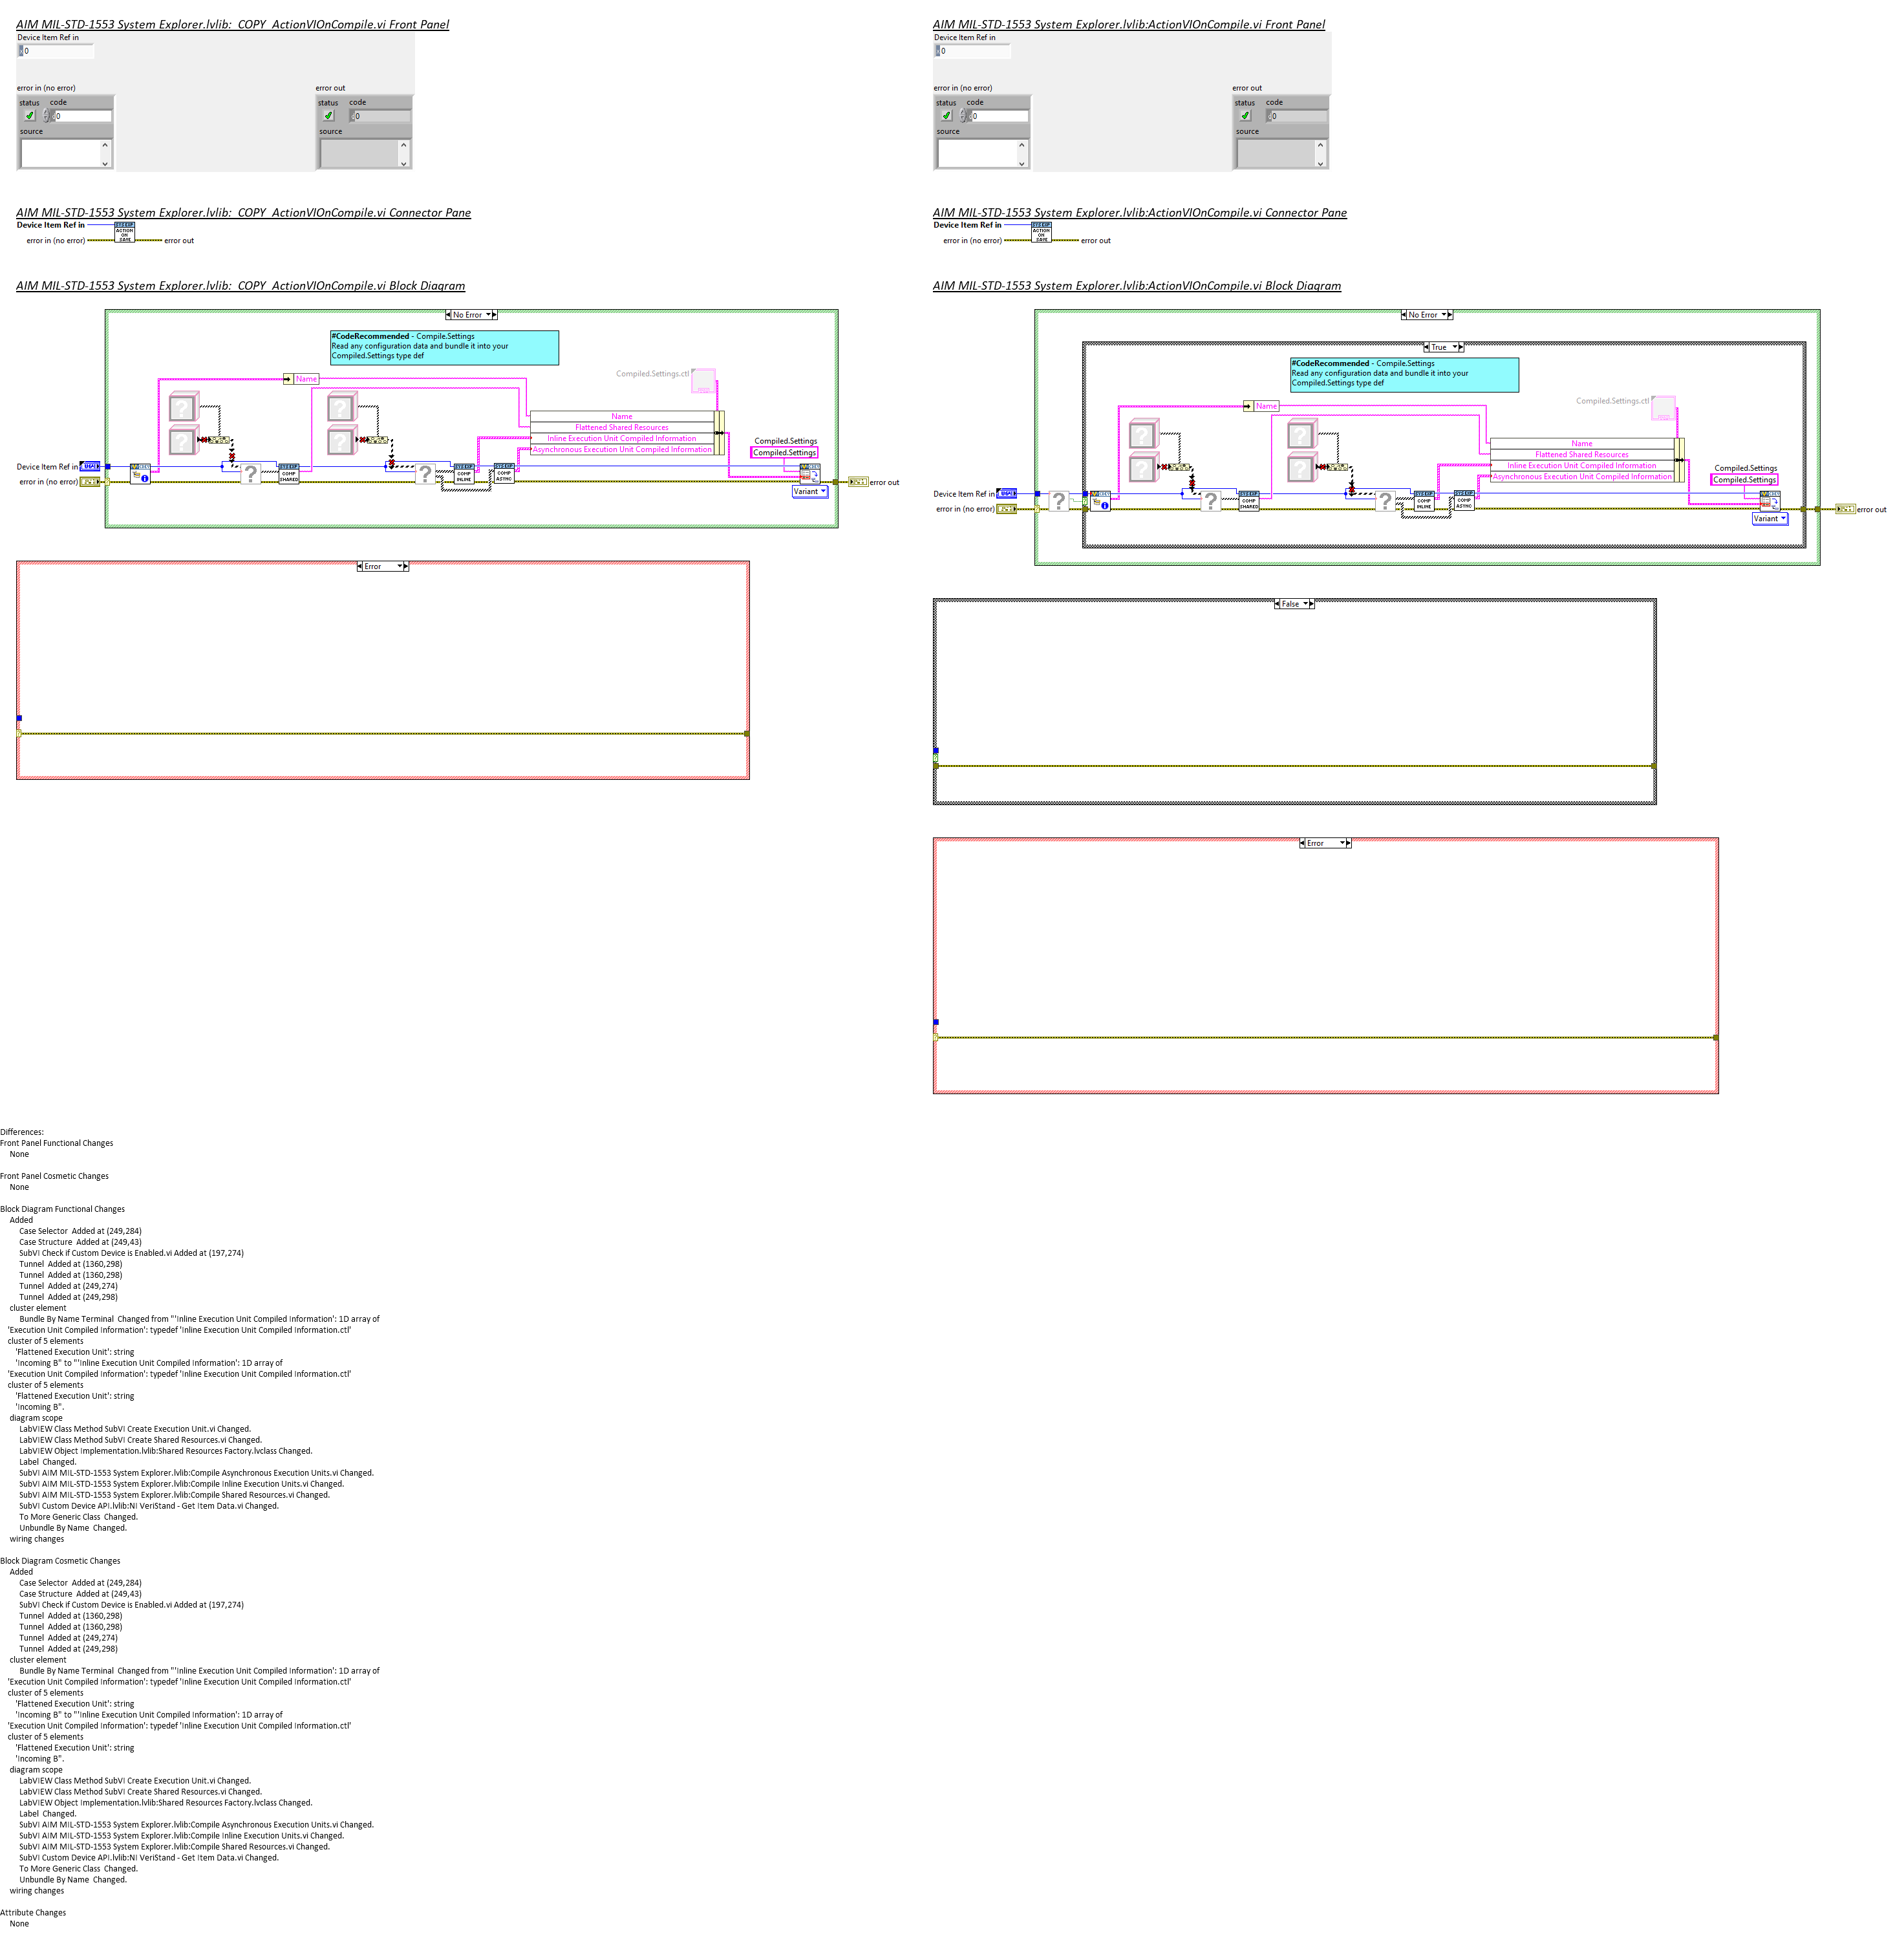 AIM MIL-STD-1553 System Explorer.lvlib:_COPY_ActionVIOnCompile.vi Front Panel
Device Item Ref in
0
error in (no error)
error out
status code
0
source
status code
0
source
AIM MIL-STD-1553 System Explorer.lvlib:_COPY_ActionVIOnCompile.vi Connector Pane
Device Item Ref in
error in (no error)
error out
ACTION
ON
SAVE
AIM MIL-STD-1553 System Explorer.lvlib:_COPY_ActionVIOnCompile.vi Block Diagram
No Error
#CodeRecommended - Compile.Settings
Read any configuration data and bundle it into your
Compiled.Settings type def
Name
Compiled.Settings.ctl
Name
Flattened Shared Resources
Inline Execution Unit Compiled Information
Asynchronous Execution Unit Compiled Information
Compiled.Settings
Compiled.Settings
Device Item Ref in
error in (no error)
COMP
SHARED
COMP
INLINE
COMP
ASYNC
Variant
error out
Error
AIM MIL-STD-1553 System Explorer.lvlib:ActionVIOnCompile.vi Front Panel
Device Item Ref in
0
error in (no error)
error out
status code
0
source
status code
0
source
AIM MIL-STD-1553 System Explorer.lvlib:ActionVIOnCompile.vi Connector Pane
Device Item Ref in
error in (no error)
error out
ACTION
ON
SAVE
AIM MIL-STD-1553 System Explorer.lvlib:ActionVIOnCompile.vi Block Diagram
No Error
True
#CodeRecommended - Compile.Settings
Read any configuration data and bundle it into your
Compiled.Settings type def
Name
Compiled.Settings.ctl
Name
Flattened Shared Resources
Inline Execution Unit Compiled Information
Asynchronous Execution Unit Compiled Information
Compiled.Settings
Compiled.Settings
Device Item Ref in
error in (no error)
COMP
SHARED
COMP
INLINE
COMP
ASYNC
Variant
error out
False
Error
Differences:
Front Panel Functional Changes
None
Front Panel Cosmetic Changes
None
Block Diagram Functional Changes
Added
Case Selector  Added at (249,284)
Case Structure  Added at (249,43)
SubVI Check if Custom Device is Enabled.vi Added at (197,274)
Tunnel  Added at (1360,298)
Tunnel  Added at (1360,298)
Tunnel  Added at (249,274)
Tunnel  Added at (249,298)
cluster element
Bundle By Name Terminal  Changed from "'Inline Execution Unit Compiled Information': 1D array of
'Execution Unit Compiled Information': typedef 'Inline Execution Unit Compiled Information.ctl'
cluster of 5 elements
'Flattened Execution Unit': string
'Incoming B" to "'Inline Execution Unit Compiled Information': 1D array of
'Execution Unit Compiled Information': typedef 'Inline Execution Unit Compiled Information.ctl'
cluster of 5 elements
'Flattened Execution Unit': string
'Incoming B".
diagram scope
LabVIEW Class Method SubVI Create Execution Unit.vi Changed.
LabVIEW Class Method SubVI Create Shared Resources.vi Changed.
LabVIEW Object Implementation.lvlib:Shared Resources Factory.lvclass Changed.
Label  Changed.
SubVI AIM MIL-STD-1553 System Explorer.lvlib:Compile Asynchronous Execution Units.vi Changed.
SubVI AIM MIL-STD-1553 System Explorer.lvlib:Compile Inline Execution Units.vi Changed.
SubVI AIM MIL-STD-1553 System Explorer.lvlib:Compile Shared Resources.vi Changed.
SubVI Custom Device API.lvlib:NI VeriStand - Get Item Data.vi Changed.
To More Generic Class  Changed.
Unbundle By Name  Changed.
wiring changes
Block Diagram Cosmetic Changes
Added
Case Selector  Added at (249,284)
Case Structure  Added at (249,43)
SubVI Check if Custom Device is Enabled.vi Added at (197,274)
Tunnel  Added at (1360,298)
Tunnel  Added at (1360,298)
Tunnel  Added at (249,274)
Tunnel  Added at (249,298)
cluster element
Bundle By Name Terminal  Changed from "'Inline Execution Unit Compiled Information': 1D array of
'Execution Unit Compiled Information': typedef 'Inline Execution Unit Compiled Information.ctl'
cluster of 5 elements
'Flattened Execution Unit': string
'Incoming B" to "'Inline Execution Unit Compiled Information': 1D array of
'Execution Unit Compiled Information': typedef 'Inline Execution Unit Compiled Information.ctl'
cluster of 5 elements
'Flattened Execution Unit': string
'Incoming B".
diagram scope
LabVIEW Class Method SubVI Create Execution Unit.vi Changed.
LabVIEW Class Method SubVI Create Shared Resources.vi Changed.
LabVIEW Object Implementation.lvlib:Shared Resources Factory.lvclass Changed.
Label  Changed.
SubVI AIM MIL-STD-1553 System Explorer.lvlib:Compile Asynchronous Execution Units.vi Changed.
SubVI AIM MIL-STD-1553 System Explorer.lvlib:Compile Inline Execution Units.vi Changed.
SubVI AIM MIL-STD-1553 System Explorer.lvlib:Compile Shared Resources.vi Changed.
SubVI Custom Device API.lvlib:NI VeriStand - Get Item Data.vi Changed.
To More Generic Class  Changed.
Unbundle By Name  Changed.
wiring changes
Attribute Changes
None